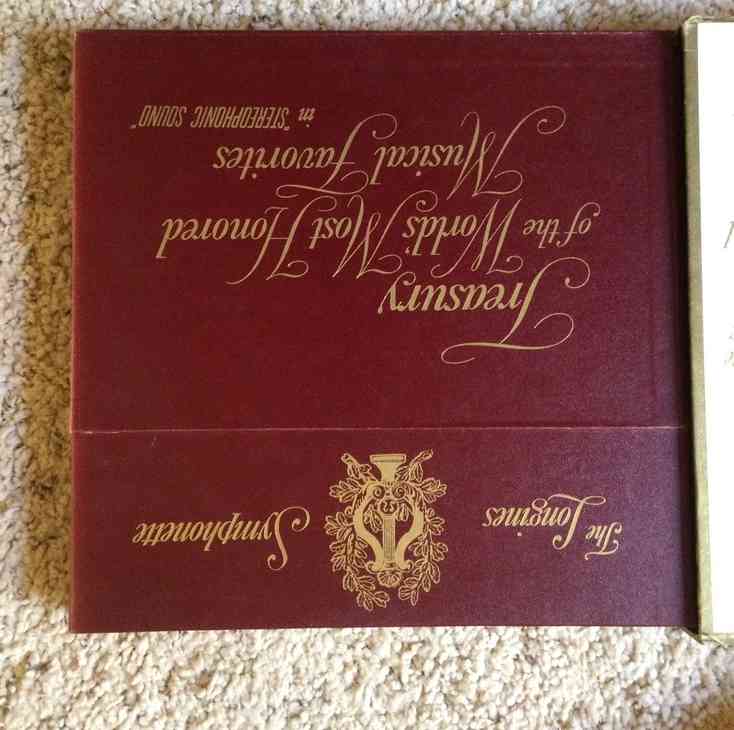 The Longines Symphonette
Treasury
of the World's Most Honored
Musical Favorites
in "STEREOPHONIC SOUND"